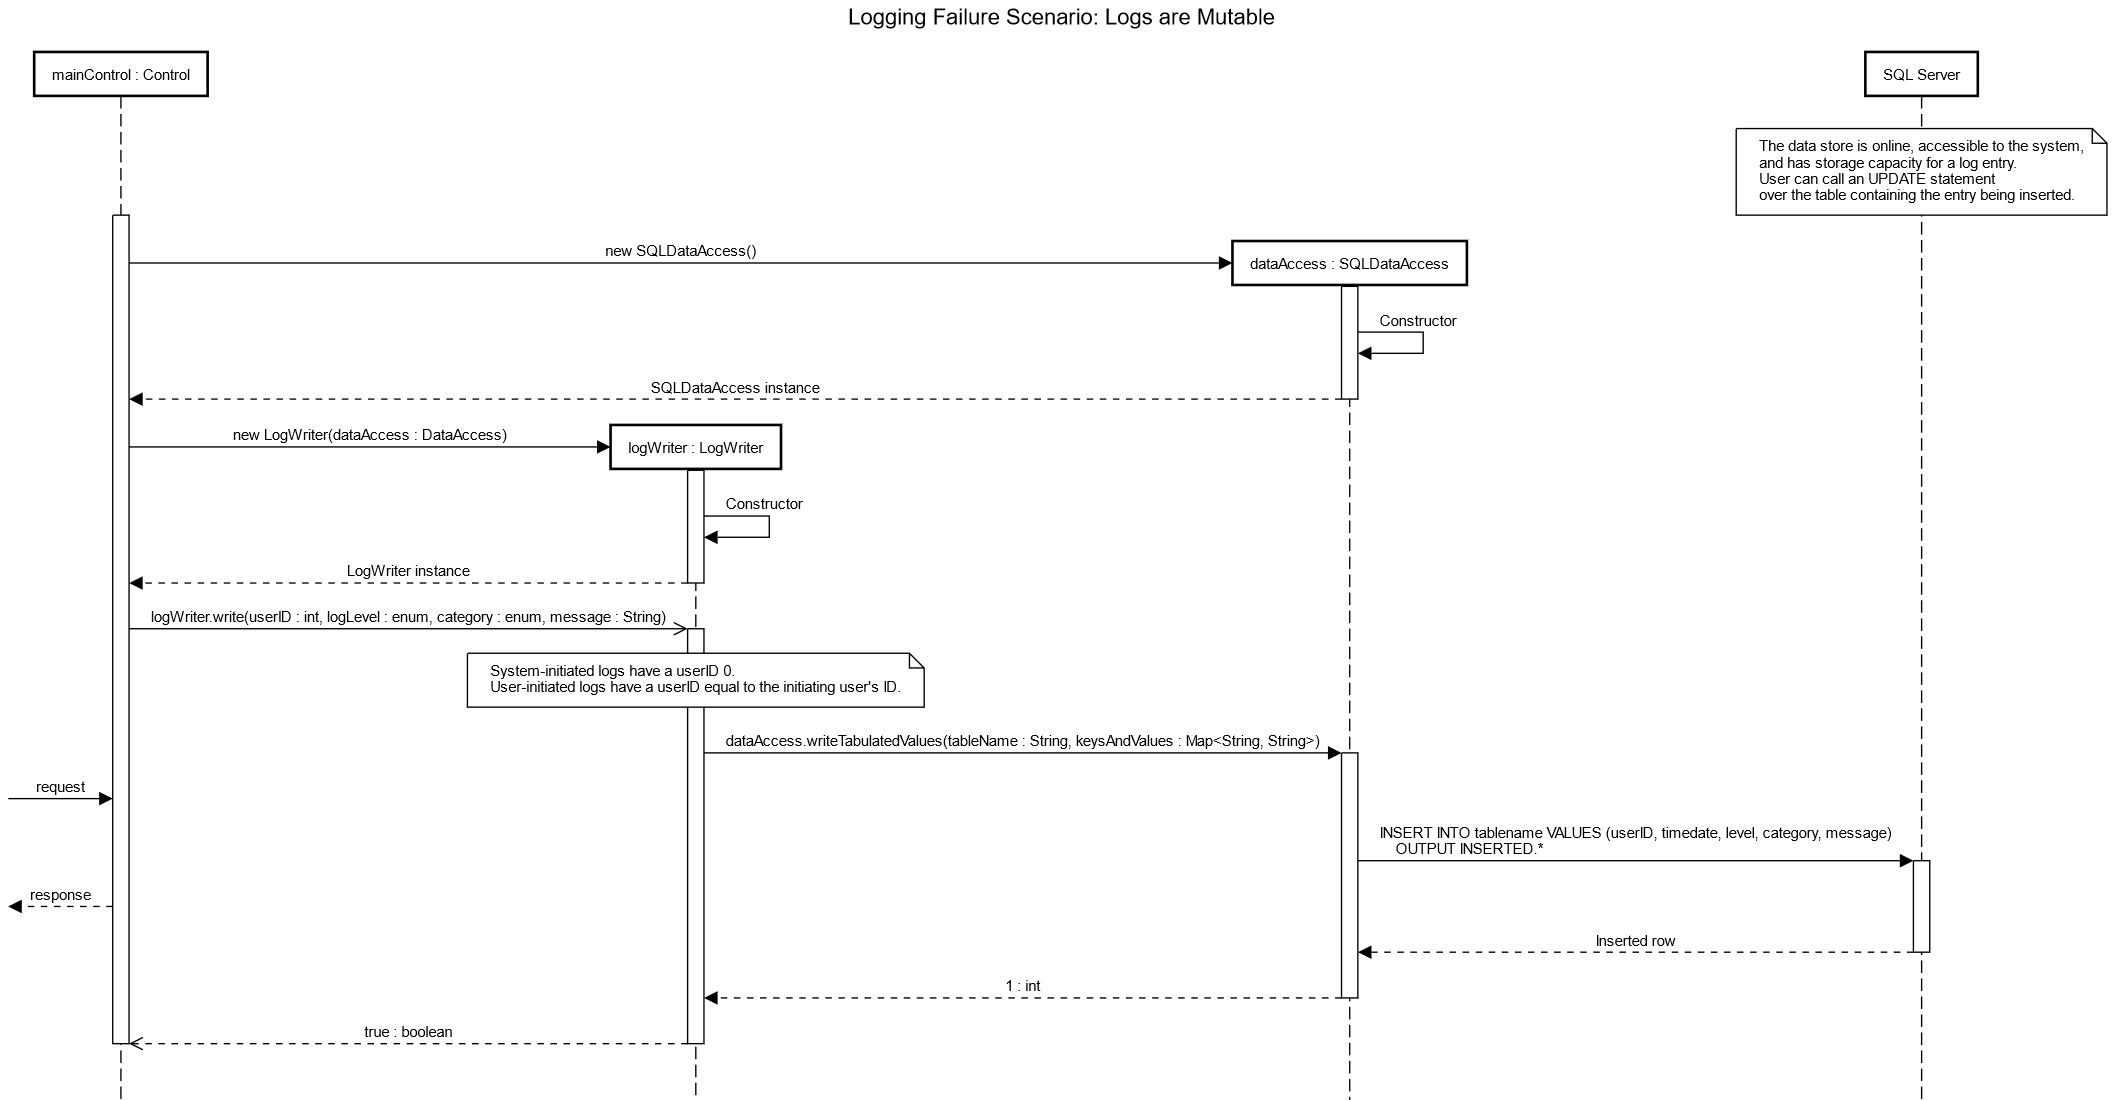 Logging Failure Scenario: Logs are Mutable
mainControl : Control
SQL Server
The data store is online, accessible to the system,
and has storage capacity for a log entry.
User can call an UPDATE statement
over the table containing the entry being inserted.
new SQLDataAccess()
dataAccess : SQLDataAccess
Constructor
SQLDataAccess instance
new LogWriter(dataAccess : DataAccess)
logWriter : LogWriter
Constructor
LogWriter instance
logWriter.write(userID : int, logLevel : enum, category : enum, message : String)
System-initiated logs have a userID 0.
User-initiated logs have a userID equal to the initiating user's ID.
dataAccess.writeTabulatedValues(tableName : String, keysAndValues : Map<String, String>)
request
INSERT INTO tablename VALUES (userID, timedate, level, category, message)
OUTPUT INSERTED.*
response
Inserted row
1 : int
true : boolean